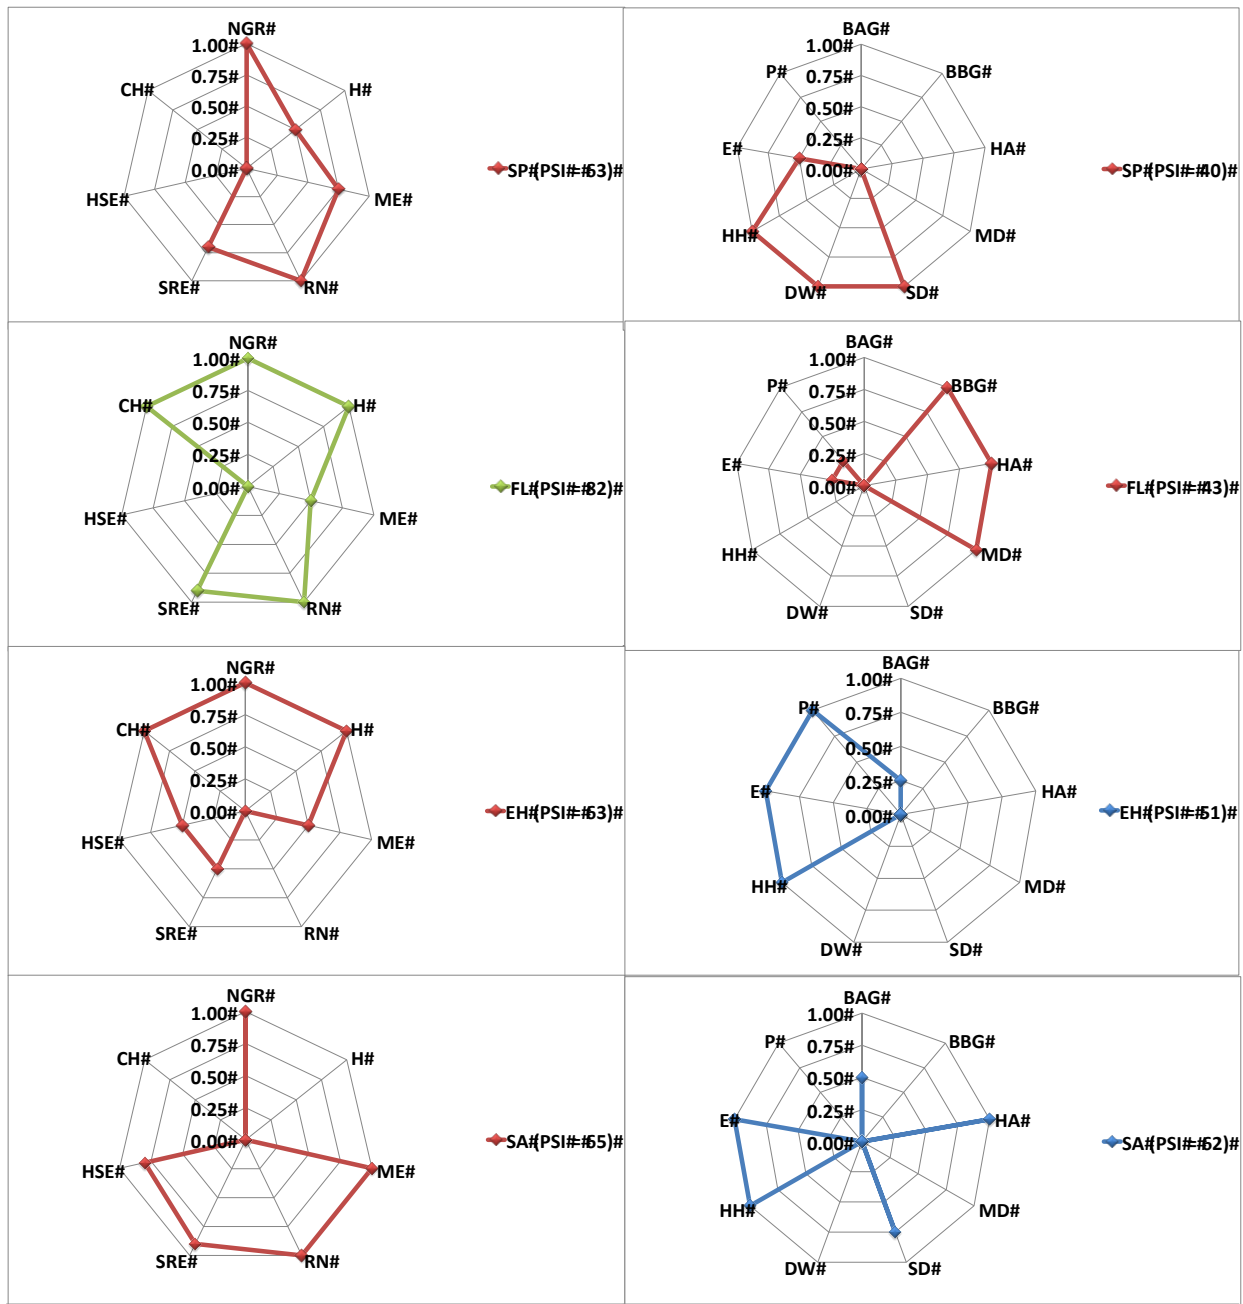 NGR#
1.00#
0.75#
0.50#
0.25#
0.00#
H#
ME#
RN#
SRE#
HSE#
CH#
SP#(PSI#=
BAG#
1.00#
0.75#
0.50#
0.25#
0.00#
BBG#
HA#
MD#
SD#
DW#
HH#
E#
P#
SP#(PSI#=#40)#
NGR#
1.00#
0.75#
0.50#
0.25#
0.00#
H#
ME#
RN#
SRE#
HSE#
CH#
FL#(PSI#=#82)#
BAG#
1.00#
0.75#
0.50#
0.25#
0.00#
BBG#
HA#
MD#
SD#
DW#
HH#
E#
P#
FL#(PSI#=#43)#
NGR#
1.00#
0.75#
0.50#
0.25#
0.00#
H#
ME#
RN#
SRE#
HSE#
CH#
EH#(PSI#=
BAG#
1.00#
0.75#
0.50#
0.25#
0.00#
BBG#
HA#
MD#
SD#
DW#
HH#
E#
P#
EH#(PSI#=#51)#
NGR#
1.00#
0.75#
0.50#
0.25#
0.00#
H#
ME#
RN#
SRE#
HSE#
CH#
SA#(PSI#=
BAG#
1.00#
0.75#
0.50#
0.25#
0.00#
BBG#
HA#
MD#
SD#
DW#
HH#
E#
P#
SA#(PSI#=